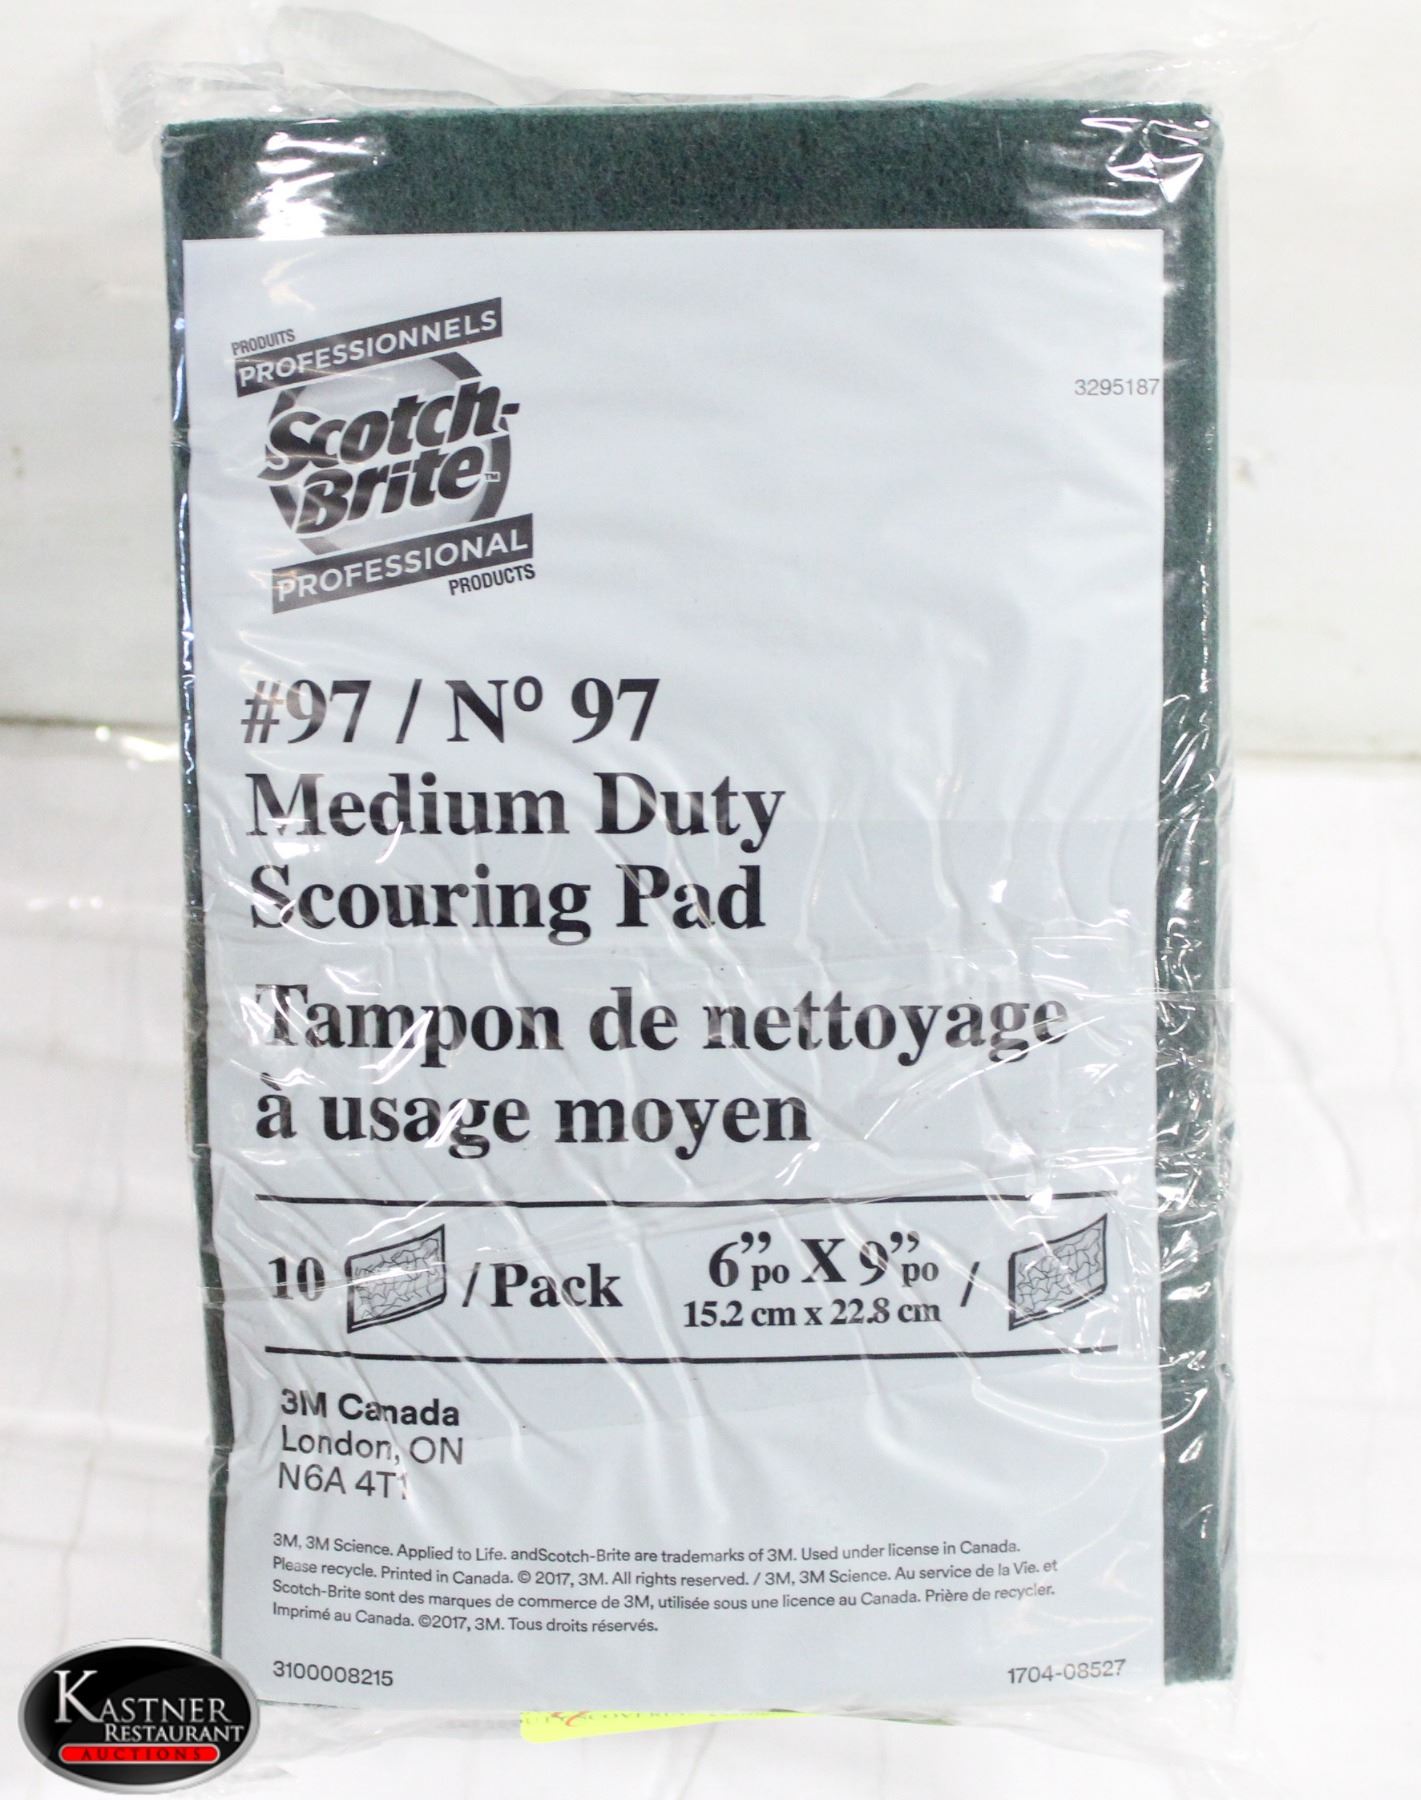 PRODUITS
PROFESSIONNELS
Scotch-
Brite™
PROFESSIONAL
PRODUCTS
3295187
#97 / Nº 97
Medium Duty
Scouring Pad
Tampon de nettoyage
à usage moyen
10 / Pack
6”po X 9”po /
15.2 cm x 22.8 cm
3M Canada
London, ON
N6A 4T1
3M, 3M Science. Applied to Life. andScotch-Brite are trademarks of 3M. Used under license in Canada.
Please recycle. Printed in Canada. © 2017, 3M. All rights reserved. / 3M, 3M Science. Au service de la Vie. et
Scotch-Brite sont des marques de commerce de 3M, utilisée sous une licence au Canada. Prière de recycler.
Imprimé au Canada. ©2017, 3M. Tous droits réservés.
3100008215
1704-08527
KASTNER
RESTAURANT
AUCTIONS